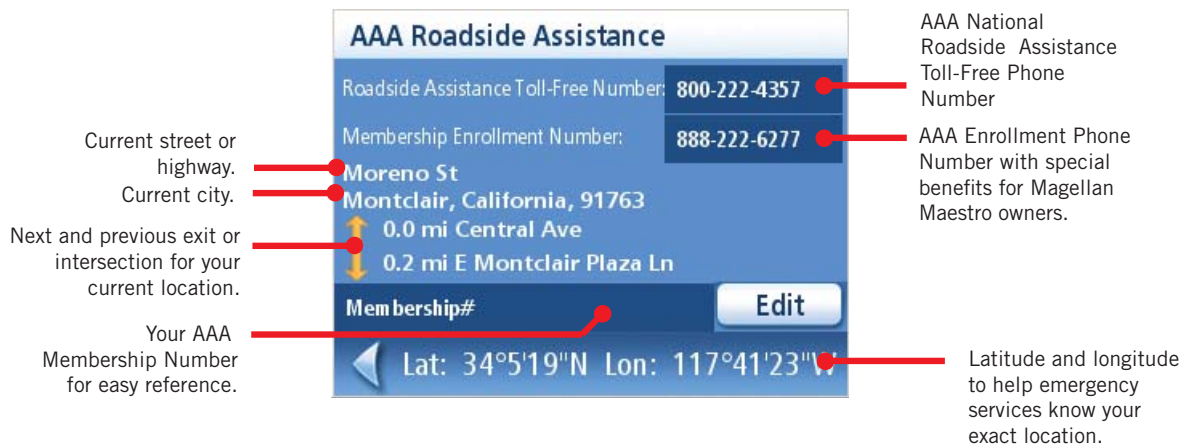 AAA Roadside Assistance
Roadside Assistance Toll-Free Number: 800-222-4357
Membership Enrollment Number: 888-222-6277
Moreno St
Montclair, California, 91763
0.0 mi Central Ave
0.2 mi E Montclair Plaza Ln
Membership# Edit
Lat: 34°5'19"N Lon: 117°41'23"W
Current street or
highway.
Current city.
Next and previous exit or
intersection for your
current location.
Your AAA
Membership Number
for easy reference.
AAA National
Roadside Assistance
Toll-Free Phone
Number
AAA Enrollment Phone
Number with special
benefits for Magellan
Maestro owners.
Latitude and longitude
to help emergency
services know your
exact location.